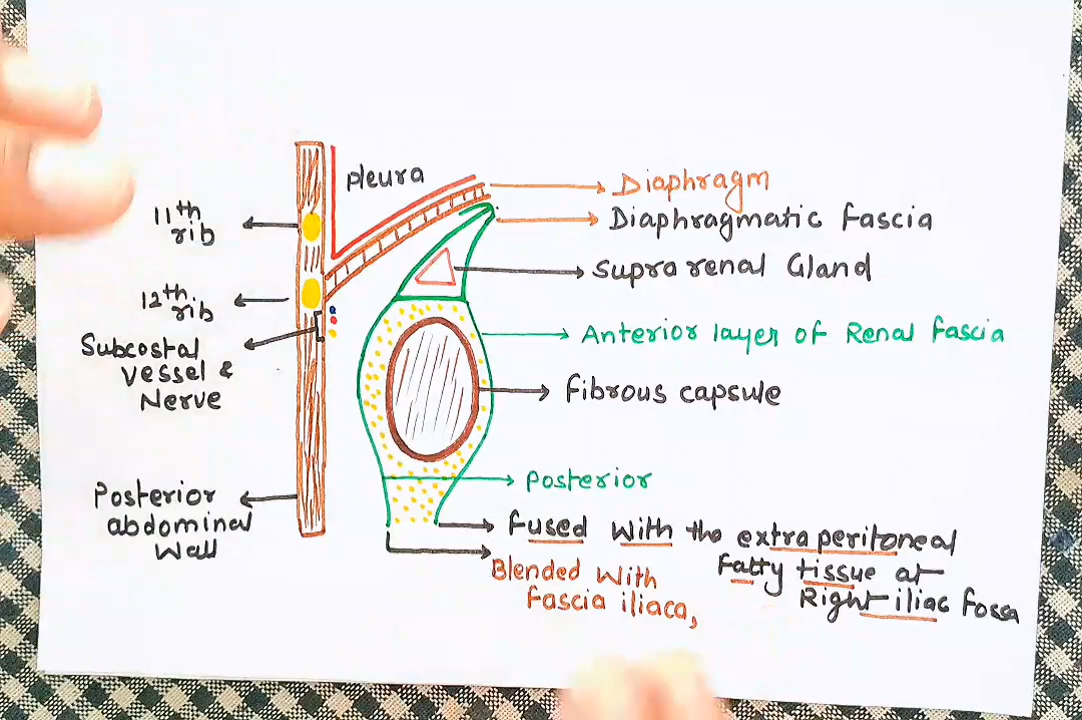 pleura
Diaphragm
11th
rib
Diaphragmatic fascia
Supra renal Gland
12th
rib
Anterior layer of Renal fascia
Subcostal
vessel &
Nerve
fibrous capsule
Posterior
Posterior
abdominal
wall
fused with the extraperitoneal
fatty tissue at
Right iliac fossa
Blended with
fascia iliaca,